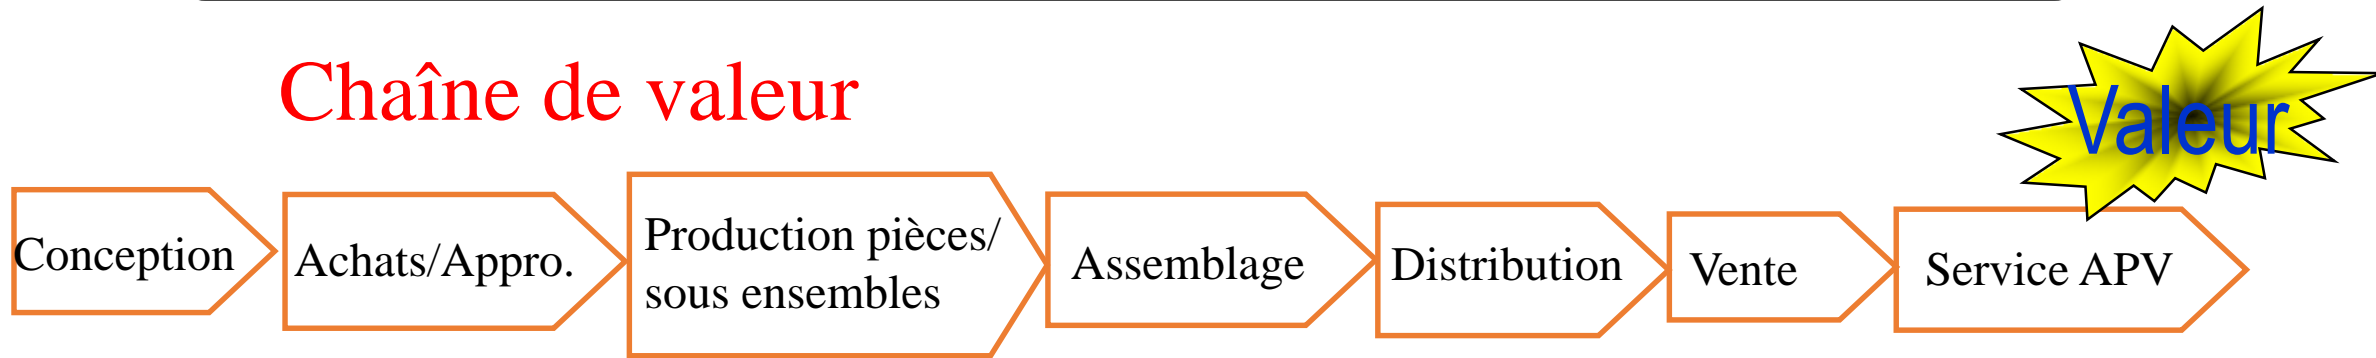 Chaîne de valeur
Valeur
Conception
Achats/Appro.
Production pièces/
sous ensembles
Assemblage
Distribution
Vente
Service APV